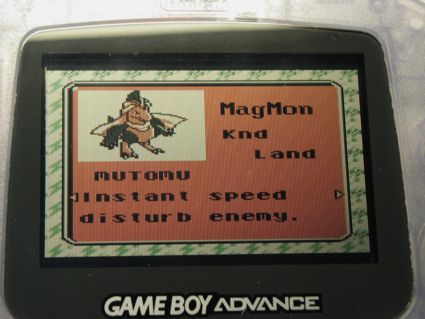 MagMon
Knd
Land
MUTOMU
Instant speed
disturb enemy.
GAME BOY ADVANCE